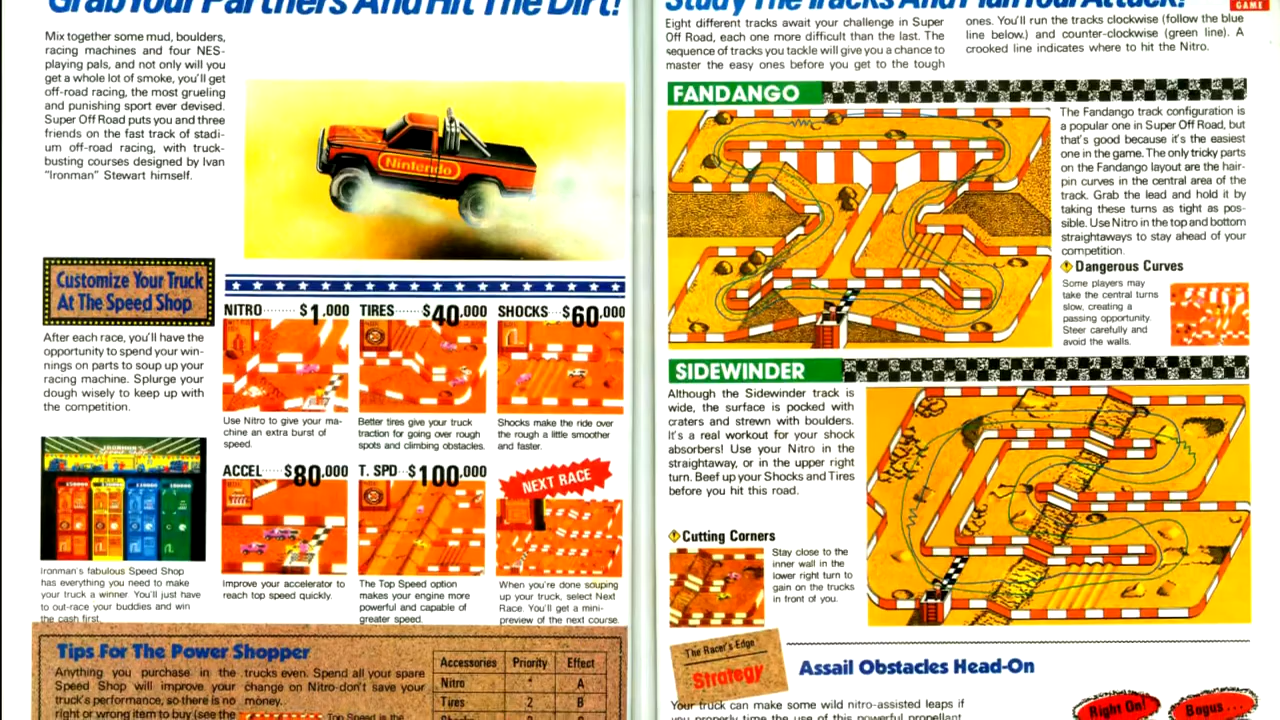 Grab Your Partners And Hit The Dirt!
Mix together some mud, boulders,
racing machines and four NES-
playing pals, and not only will you
get a whole lot of smoke, you'll get
off-road racing, the most grueling
and punishing sport ever devised.
Super Off Road puts you and three
friends on the fast track of stadi-
um off-road racing, with truck-
busting courses designed by Ivan
"Ironman" Stewart himself.
Nintendo
Customize Your Truck
At The Speed Shop
After each race, you'll have the
opportunity to spend your win-
nings on parts to soup up your
racing machine. Splurge your
dough wisely to keep up with
the competition.
Ironman's fabulous Speed Shop
has everything you need to make
your truck a winner. You'll just have
to out-race your buddies and win
the cash first.
NITRO $1,000
Use Nitro to give your ma-
chine an extra burst of
speed.
TIRES $40,000
Better tires give your truck
traction for going over rough
spots and climbing obstacles.
SHOCKS $60,000
Shocks make the ride over
the rough a little smoother
and faster.
ACCEL $80,000
Improve your accelerator to
reach top speed quickly.
T. SPD $100,000
The Top Speed option
makes your engine more
powerful and capable of
greater speed.
NEXT RACE
When you're done souping
up your truck, select Next
Race. You'll get a mini-
preview of the next course.
Tips For The Power Shopper
Anything you purchase in the
Speed Shop will improve your
truck's performance, so there is no
right or wrong item to buy (see the
trucks even. Spend all your spare
change on Nitro-don't save your
money.
Top Speed is the
Accessories Priority Effect
Nitro * A
Tires 2 B
Study The Tracks And Plan Your Attack!
GAME
Eight different tracks await your challenge in Super
Off Road, each one more difficult than the last. The
sequence of tracks you tackle will give you a chance to
master the easy ones before you get to the tough
ones. You'll run the tracks clockwise (follow the blue
line below.) and counter-clockwise (green line). A
crooked line indicates where to hit the Nitro.
FANDANGO
The Fandango track configuration is
a popular one in Super Off Road, but
that's good because it's the easiest
one in the game. The only tricky parts
on the Fandango layout are the hair-
pin curves in the central area of the
track. Grab the lead and hold it by
taking these turns as tight as pos-
sible. Use Nitro in the top and bottom
straightaways to stay ahead of your
competition.
Dangerous Curves
Some players may
take the central turns
slow, creating a
passing opportunity.
Steer carefully and
avoid the walls.
SIDEWINDER
Although the Sidewinder track is
wide, the surface is pocked with
craters and strewn with boulders.
It's a real workout for your shock
absorbers! Use your Nitro in the
straightaway, or in the upper right
turn. Beef up your Shocks and Tires
before you hit this road.
Cutting Corners
Stay close to the
inner wall in the
lower right turn to
gain on the trucks
in front of you.
The Racer's Edge
Strategy
Assail Obstacles Head-On
Your truck can make some wild nitro-assisted leaps if
you properly time the use of this powerful propellant.
Right On!
Bogus...